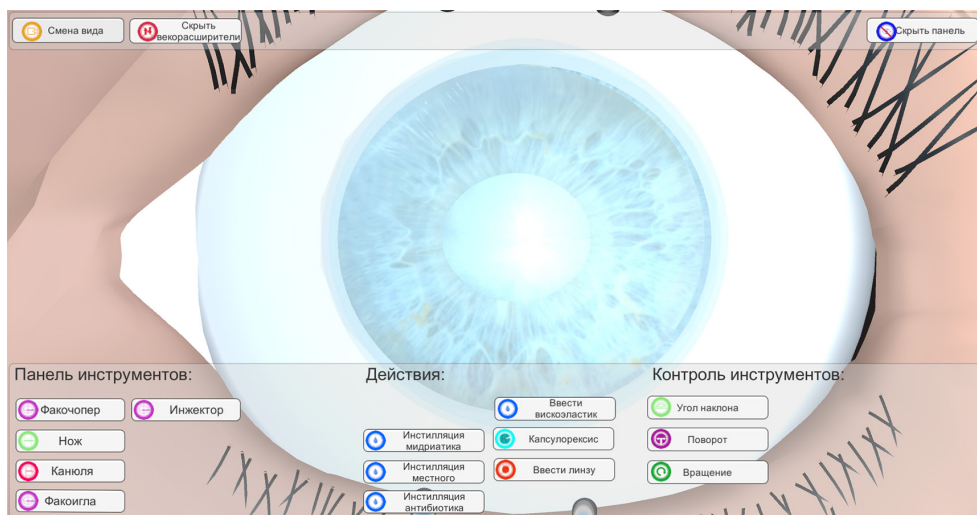 Смена вида
Скрыть
векорасширители
Скрыть панель
Панель инструментов:
Факочопер
Инжектор
Нож
Канюля
Факоигла
Действия:
Ввести
вискоэластик
Инстилляция
мидриатика
Капсулорексис
Инстилляция
местного
Ввести линзу
Инстилляция
антибиотика
Контроль инструментов:
Угол наклона
Поворот
Вращение